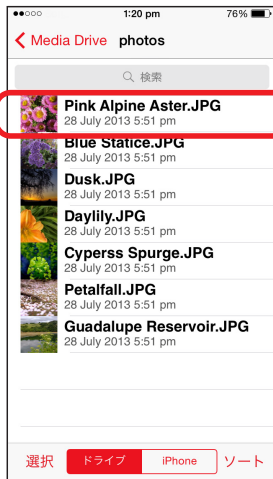 1:20 pm 76%
Media Drive photos
検索
Pink Alpine Aster.JPG
28 July 2013 5:51 pm
Blue Statice.JPG
28 July 2013 5:51 pm
Dusk.JPG
28 July 2013 5:51 pm
Daylily.JPG
28 July 2013 5:51 pm
Cyperss Spurge.JPG
28 July 2013 5:51 pm
Petalfall.JPG
28 July 2013 5:51 pm
Guadalupe Reservoir.JPG
28 July 2013 5:51 pm
選択 ドライブ iPhone ソート